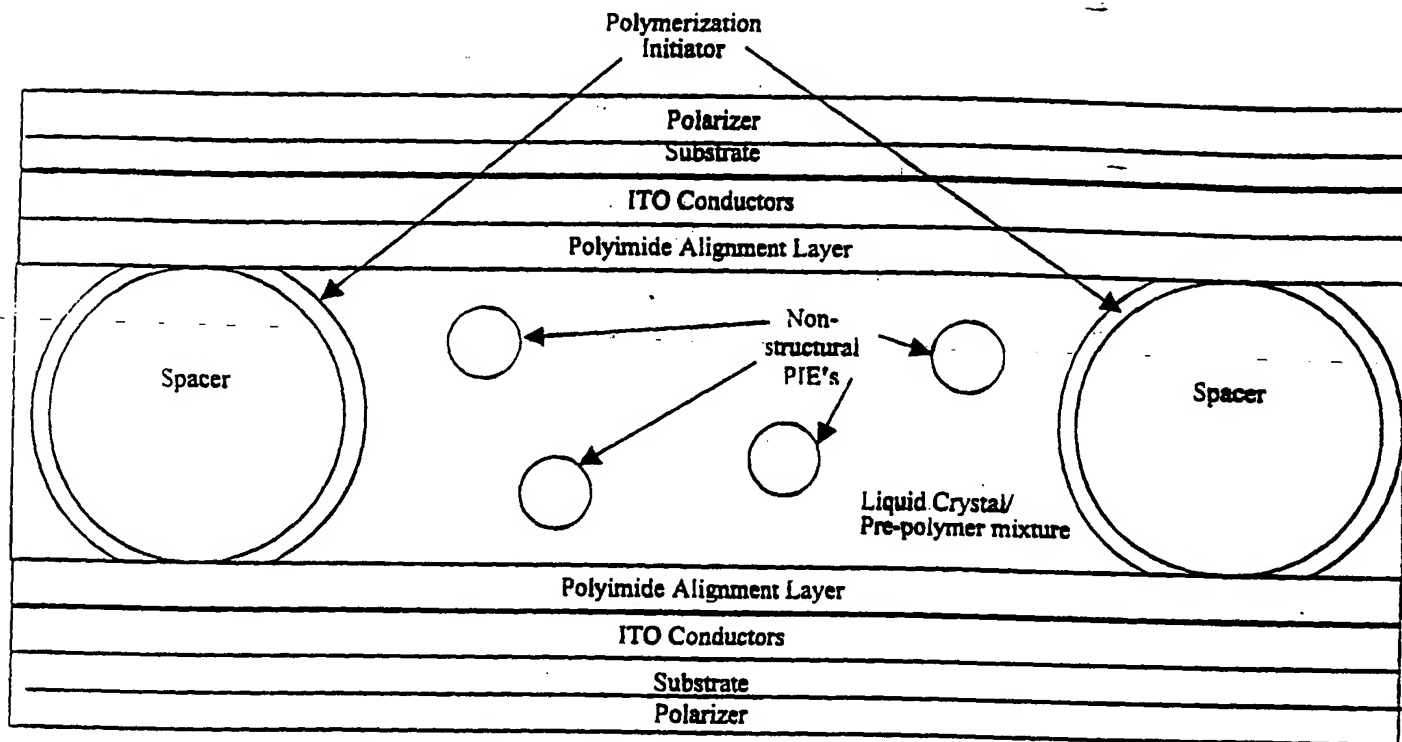 Polymerization
Initiator
Polarizer
Substrate
ITO Conductors
Polyimide Alignment Layer
Non-
structural
PIE's
Spacer
Spacer
Liquid Crystal/
Pre-polymer mixture
Polyimide Alignment Layer
ITO Conductors
Substrate
Polarizer